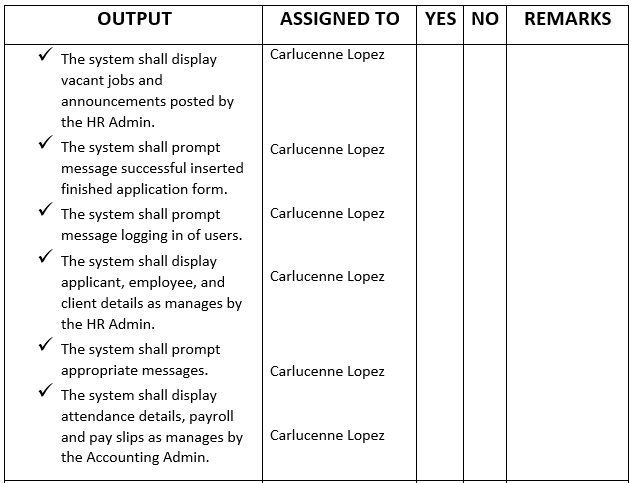 OUTPUT ASSIGNED TO YES NO REMARKS
✓ The system shall display Carlucenne Lopez
vacant jobs and
announcements posted by
the HR Admin.
✓ The system shall prompt Carlucenne Lopez
message successful inserted
finished application form.
✓ The system shall prompt Carlucenne Lopez
message logging in of users.
✓ The system shall display
applicant, employee, and Carlucenne Lopez
client details as manages by
the HR Admin.
✓ The system shall prompt
appropriate messages. Carlucenne Lopez
✓ The system shall display
attendance details, payroll
and pay slips as manages by Carlucenne Lopez
the Accounting Admin.